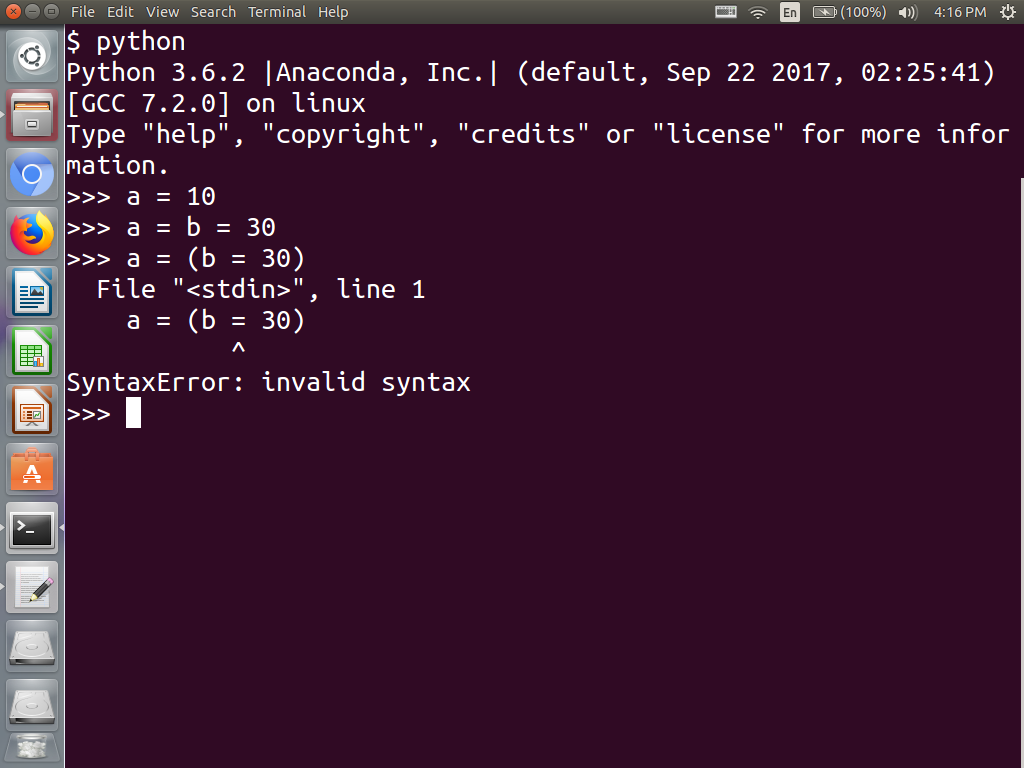 File Edit View Search Terminal Help En (100%) 4:16 PM
$ python
Python 3.6.2 |Anaconda, Inc.| (default, Sep 22 2017, 02:25:41)
[GCC 7.2.0] on linux
Type "help", "copyright", "credits" or "license" for more infor
mation.
>>> a = 10
>>> a = b = 30
>>> a = (b = 30)
  File "<stdin>", line 1
    a = (b = 30)
           ^
SyntaxError: invalid syntax
>>>